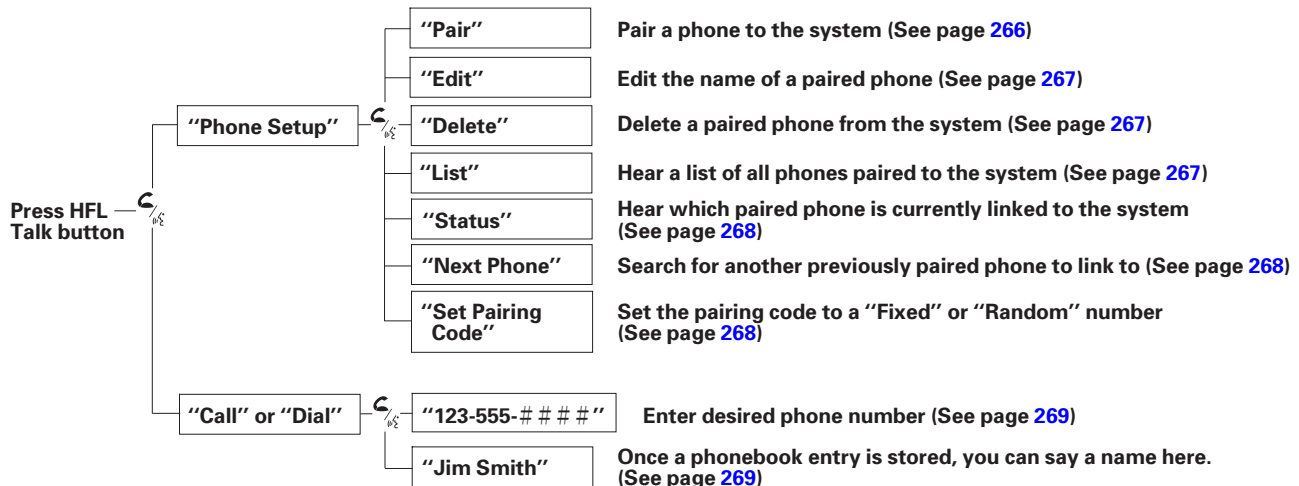 "Pair" Pair a phone to the system (See page 266)
"Edit" Edit the name of a paired phone (See page 267)
"Phone Setup" "Delete" Delete a paired phone from the system (See page 267)
"List" Hear a list of all phones paired to the system (See page 267)
Press HFL
Talk button
"Status" Hear which paired phone is currently linked to the system
(See page 268)
"Next Phone" Search for another previously paired phone to link to (See page 268)
"Set Pairing
Code"
Set the pairing code to a "Fixed" or "Random" number
(See page 268)
"Call" or "Dial" "123-555-####" Enter desired phone number (See page 269)
"Jim Smith" Once a phonebook entry is stored, you can say a name here.
(See page 269)